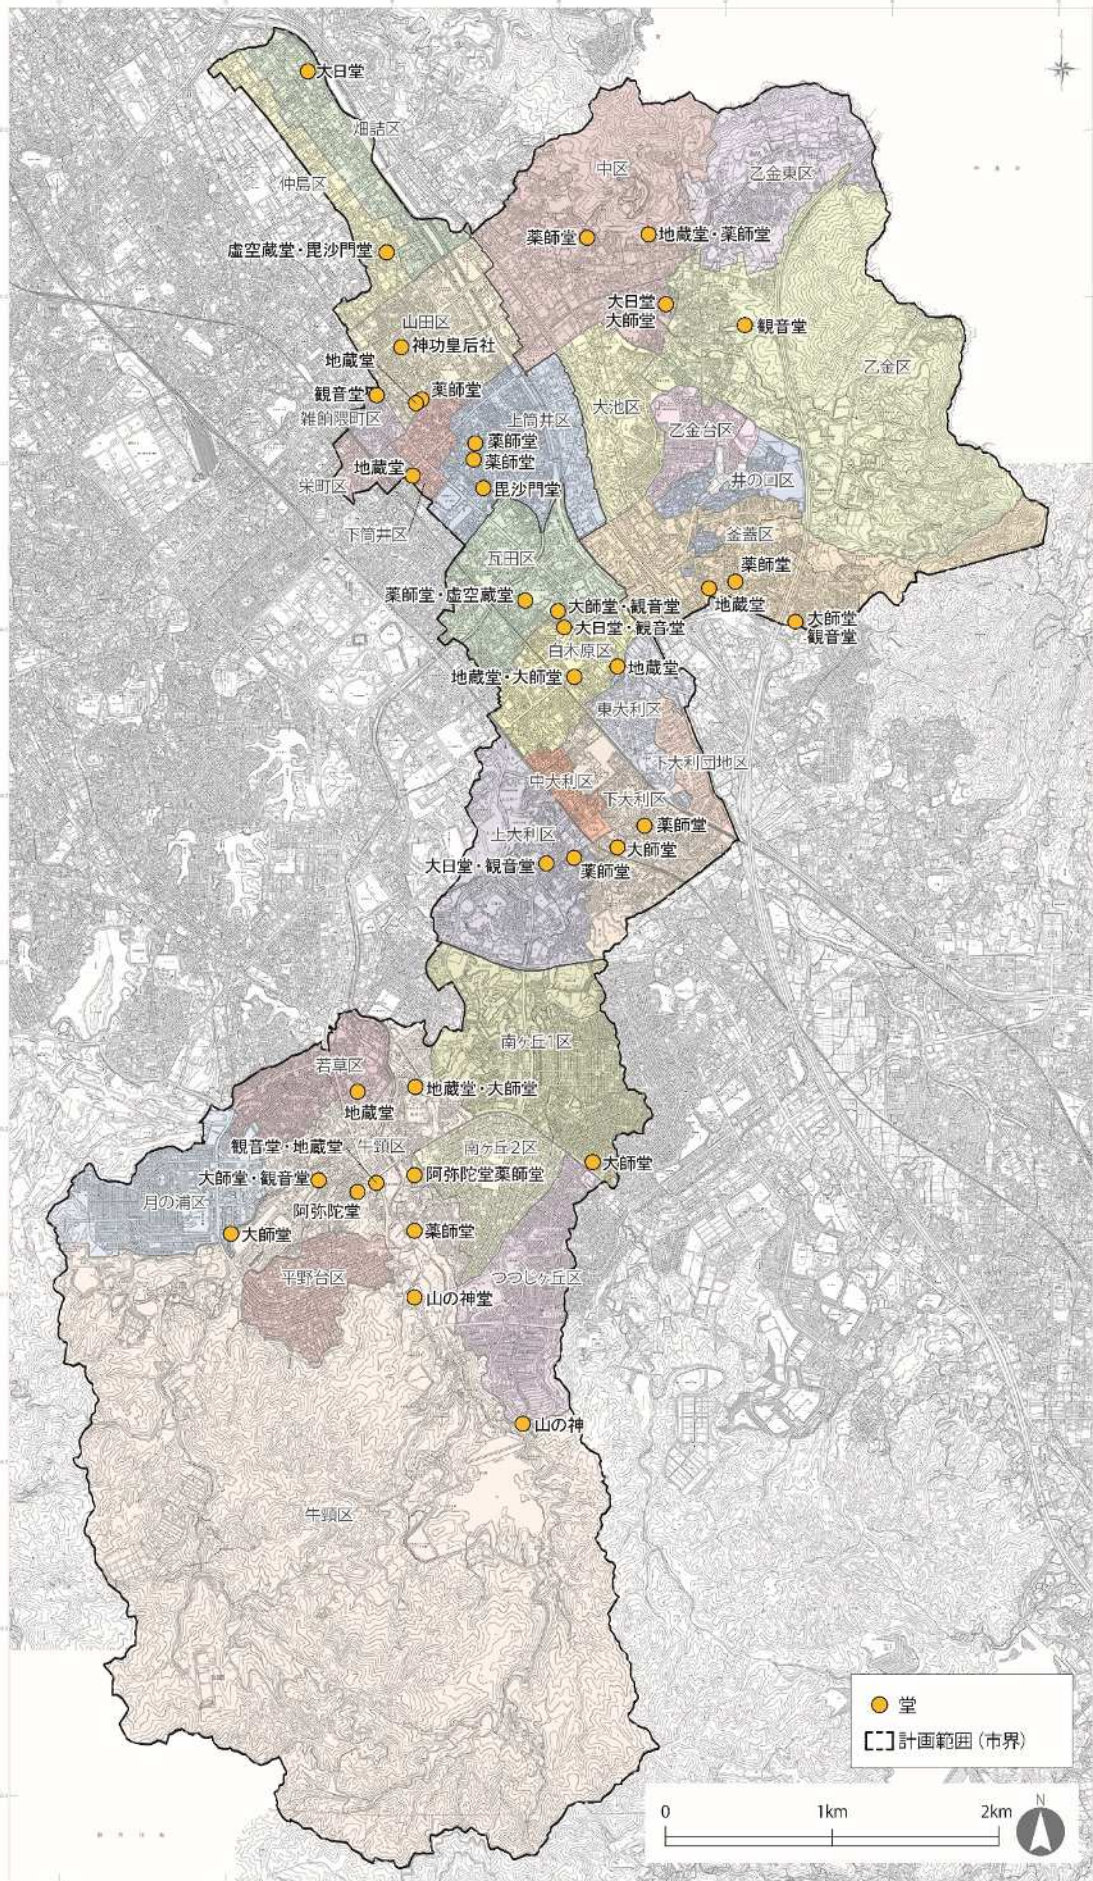 大日堂
畑詰区
仲島区
中区
乙金東区
虚空蔵堂・毘沙門堂
薬師堂
地蔵堂・薬師堂
大日堂
大師堂
観音堂
山田区
神功皇后社
地蔵堂
乙金区
観音堂
薬師堂
雑餉隈町区
上筒井区
大池区
乙金台区
薬師堂
薬師堂
地蔵堂
栄町区
毘沙門堂
井の口区
下筒井区
釜蓋区
瓦田区
薬師堂
薬師堂・虚空蔵堂
大師堂・観音堂
地蔵堂
大師堂
観音堂
大日堂・観音堂
白木原区
地蔵堂
地蔵堂・大師堂
東大利区
下大利団地区
中大利区
下大利区
薬師堂
上大利区
大師堂
大日堂・観音堂
薬師堂
南ヶ丘1区
若草区
地蔵堂・大師堂
地蔵堂
観音堂・地蔵堂
牛頸区
南ヶ丘2区
大師堂
大師堂・観音堂
阿弥陀堂薬師堂
月の浦区
阿弥陀堂
大師堂
薬師堂
平野台区
つつじヶ丘区
山の神堂
山の神
牛頸区
堂
計画範囲（市界）
0
1km
2km
N